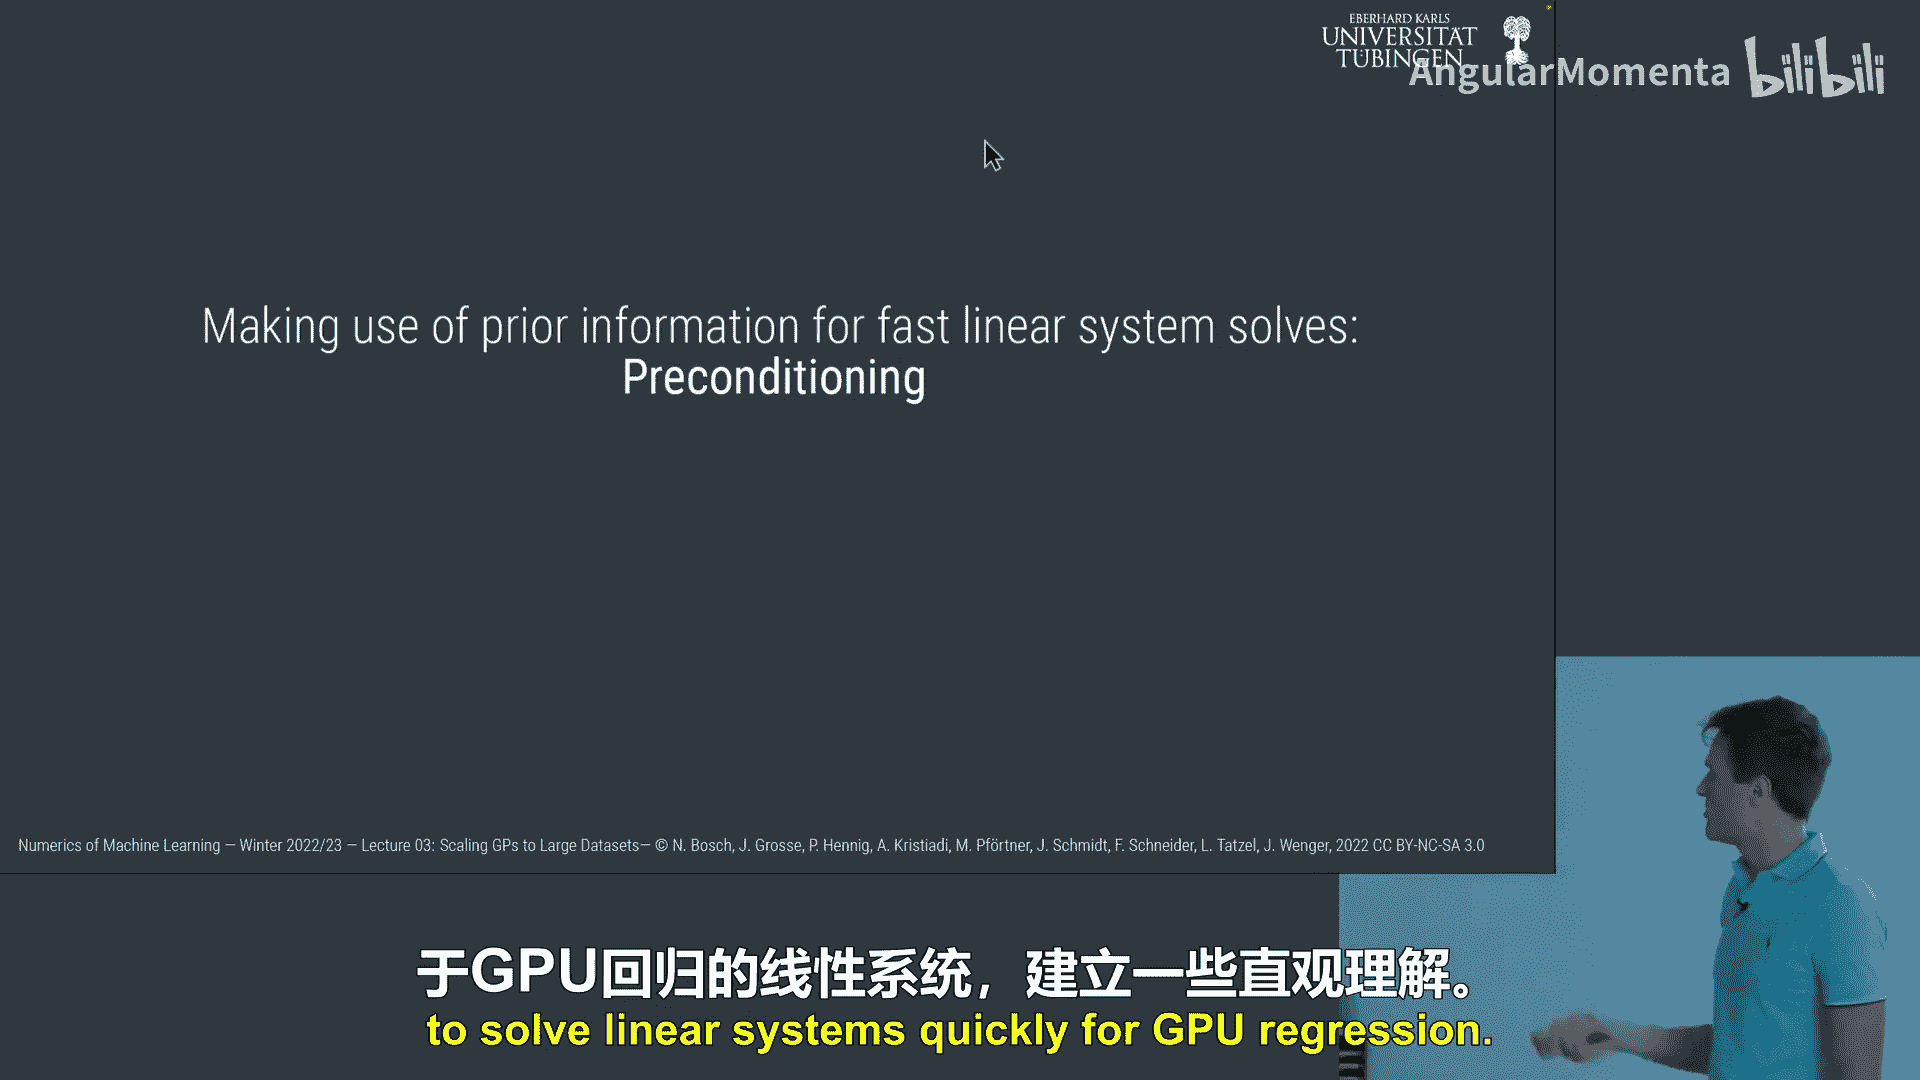 EBERHARD KARLS
UNIVERSITÄT
TÜBINGEN
AngularMomenta bilibili
Making use of prior information for fast linear system solves:
Preconditioning
Numerics of Machine Learning — Winter 2022/23 — Lecture 03: Scaling GPs to Large Datasets— © N. Bosch, J. Grosse, P. Hennig, A. Kristiadi, M. Pförtner, J. Schmidt, F. Schneider, L. Tatzel, J. Wenger, 2022 CC BY-NC-SA 3.0
于GPU回归的线性系统，建立一些直观理解。
to solve linear systems quickly for GPU regression.